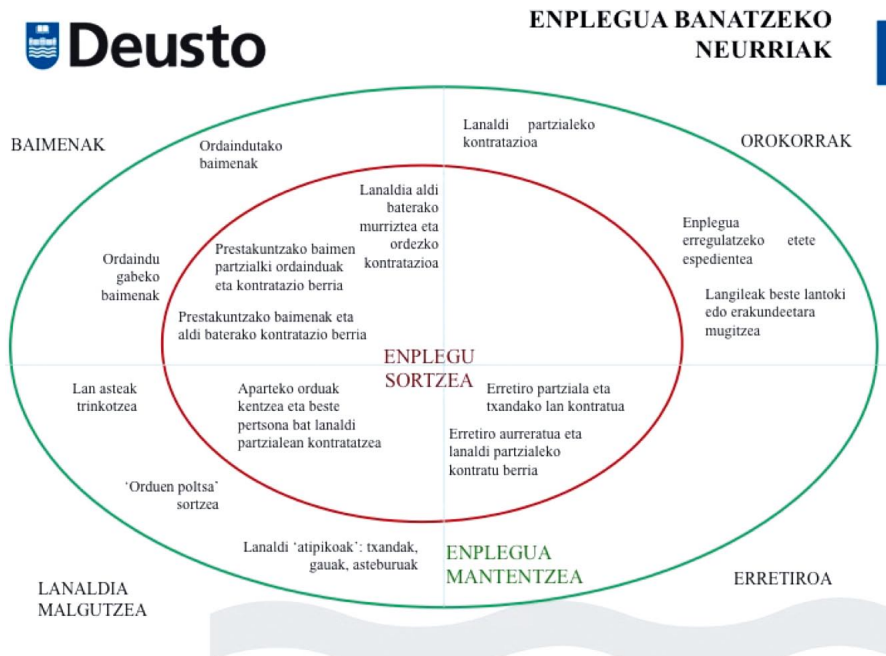 Deusto
ENPLEGUA BANATZEKO
NEURRIAK
BAIMENAK
Ordaindutako
baimenak
Lanaldi partzialeko
kontratazioa
OROKORRAK
Lanaldia aldi
baterako
murriztea eta
ordezko
kontratazioa
Prestakuntzako baimen
partzialki ordainduak
eta kontratazio berria
Ordaindu
gabeko
baimenak
Enplegua
erregulatzeko etete
espedientea
Langileak beste lantoki
edo erakundeetara
mugitzea
Prestakuntzako baimenak eta
aldi baterako kontratazio berria
ENPLEGU
SORTZEA
Lan asteak
trinkotzea
Aparteko orduak
kentzea eta beste
pertsona bat lanaldi
partzialean kontratatzea
Erretiro partziala eta
txandako lan kontratua
Erretiro aurreratua eta
lanaldi partzialeko
kontratu berria
‘Orduen poltsa’
sortzea
Lanaldi ‘atipikoak’: txandak,
gauak, asteburuak
ENPLEGUA
MANTENTZEA
LANALDIA
MALGUTZEA
ERRETIROA